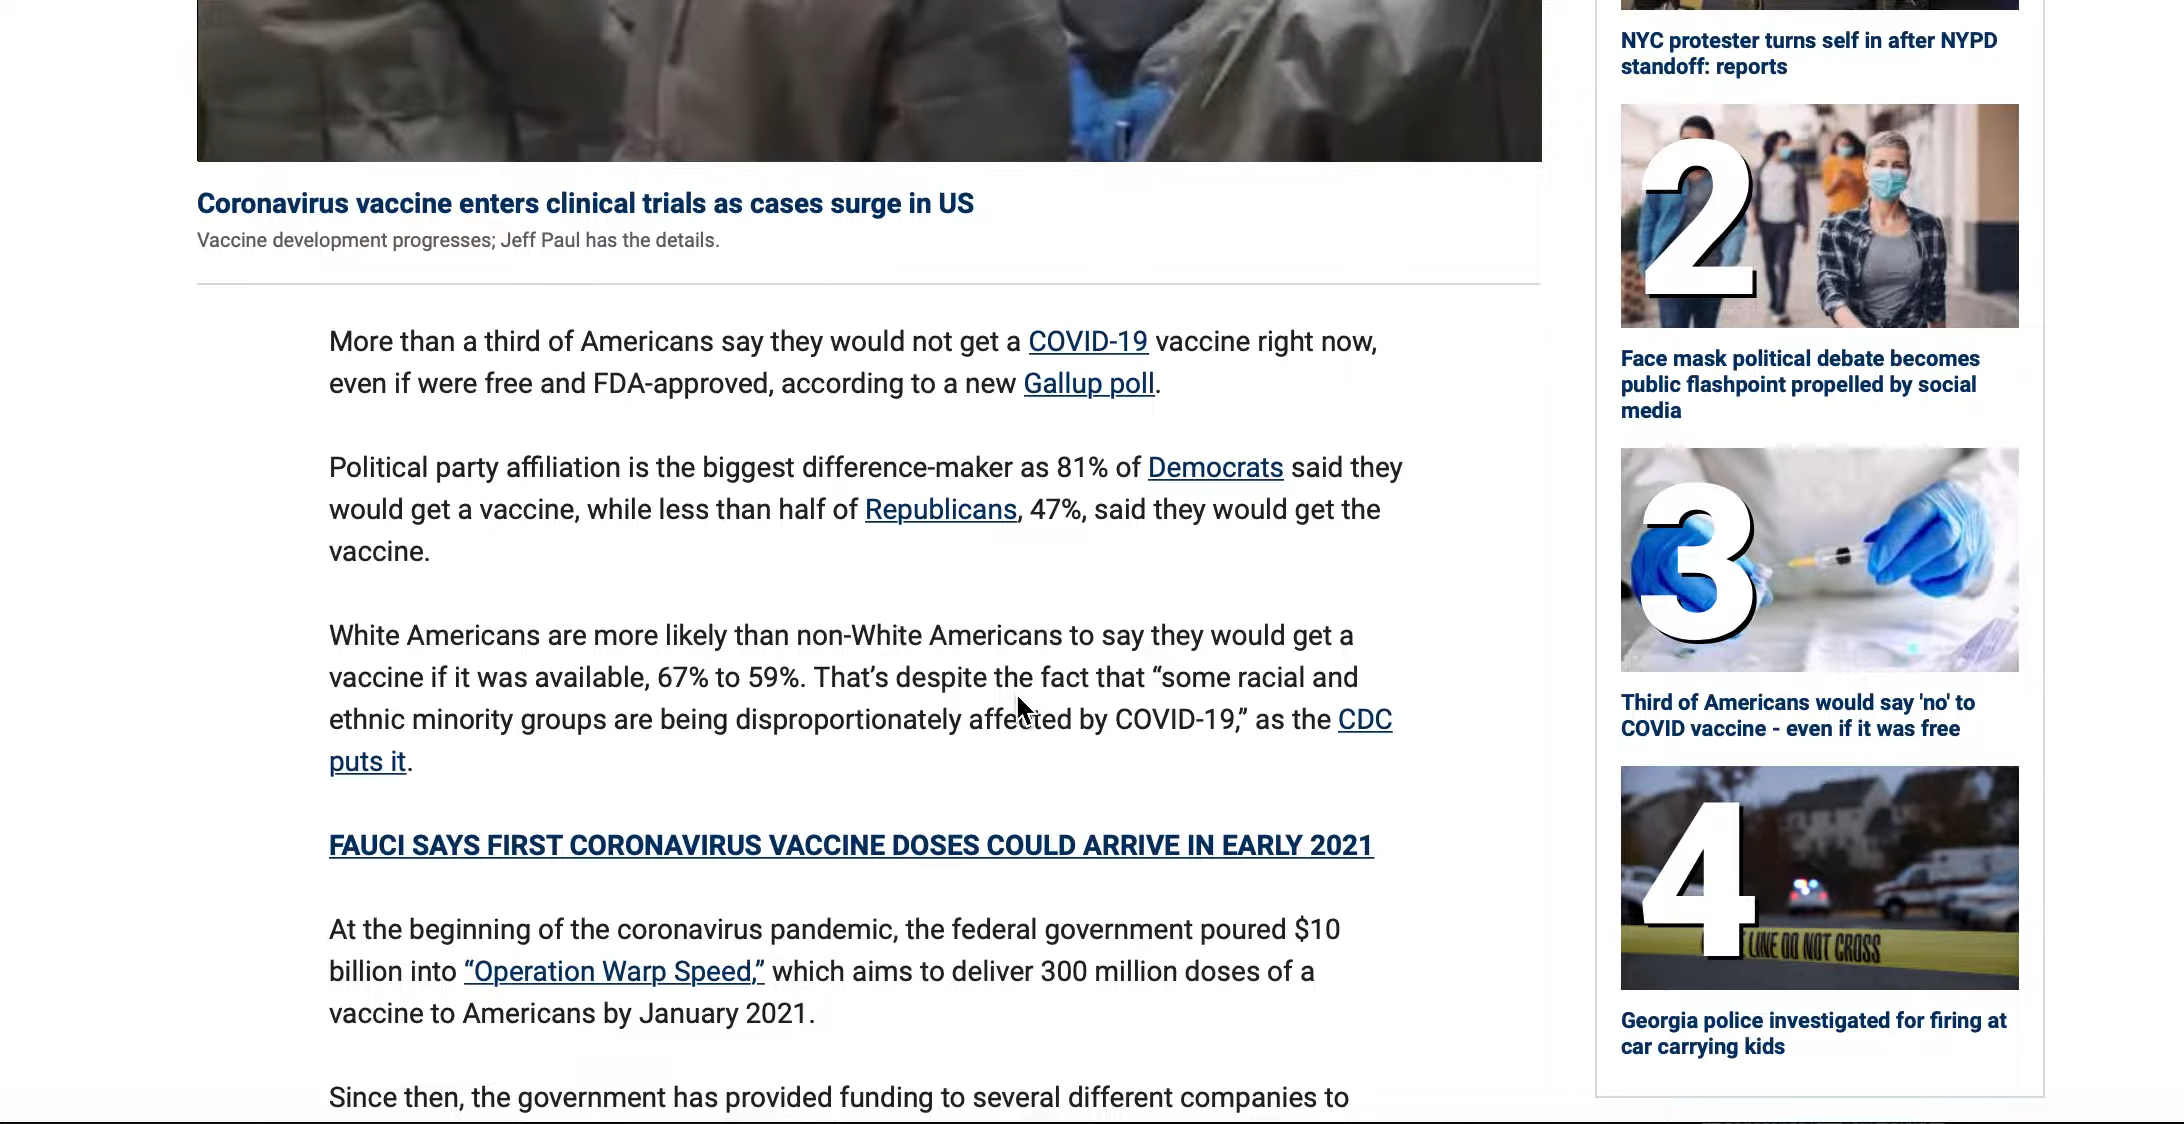 Coronavirus vaccine enters clinical trials as cases surge in US
Vaccine development progresses; Jeff Paul has the details.
More than a third of Americans say they would not get a COVID-19 vaccine right now,
even if were free and FDA-approved, according to a new Gallup poll.
Political party affiliation is the biggest difference-maker as 81% of Democrats said they
would get a vaccine, while less than half of Republicans, 47%, said they would get the
vaccine.
White Americans are more likely than non-White Americans to say they would get a
vaccine if it was available, 67% to 59%. That’s despite the fact that “some racial and
ethnic minority groups are being disproportionately affected by COVID-19,” as the CDC
puts it.
FAUCI SAYS FIRST CORONAVIRUS VACCINE DOSES COULD ARRIVE IN EARLY 2021
At the beginning of the coronavirus pandemic, the federal government poured $10
billion into “Operation Warp Speed,” which aims to deliver 300 million doses of a
vaccine to Americans by January 2021.
Since then, the government has provided funding to several different companies to
NYC protester turns self in after NYPD
standoff: reports
2
Face mask political debate becomes
public flashpoint propelled by social
media
3
Third of Americans would say 'no' to
COVID vaccine - even if it was free
4
LINE DO NOT CROSS
Georgia police investigated for firing at
car carrying kids